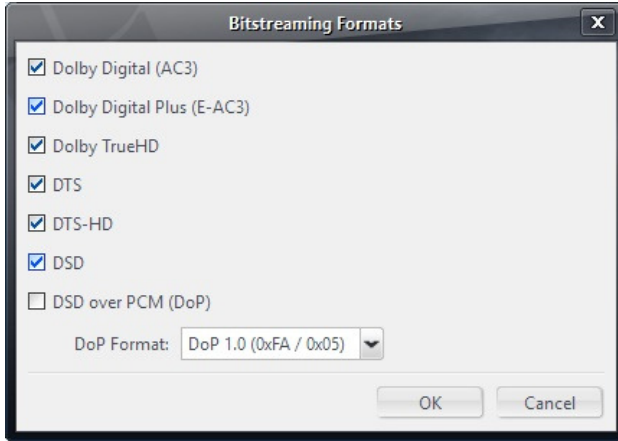 Bitstreaming Formats
Dolby Digital (AC3)
Dolby Digital Plus (E-AC3)
Dolby TrueHD
DTS
DTS-HD
DSD
DSD over PCM (DoP)
DoP Format: DoP 1.0 (0xFA / 0x05)
OK Cancel